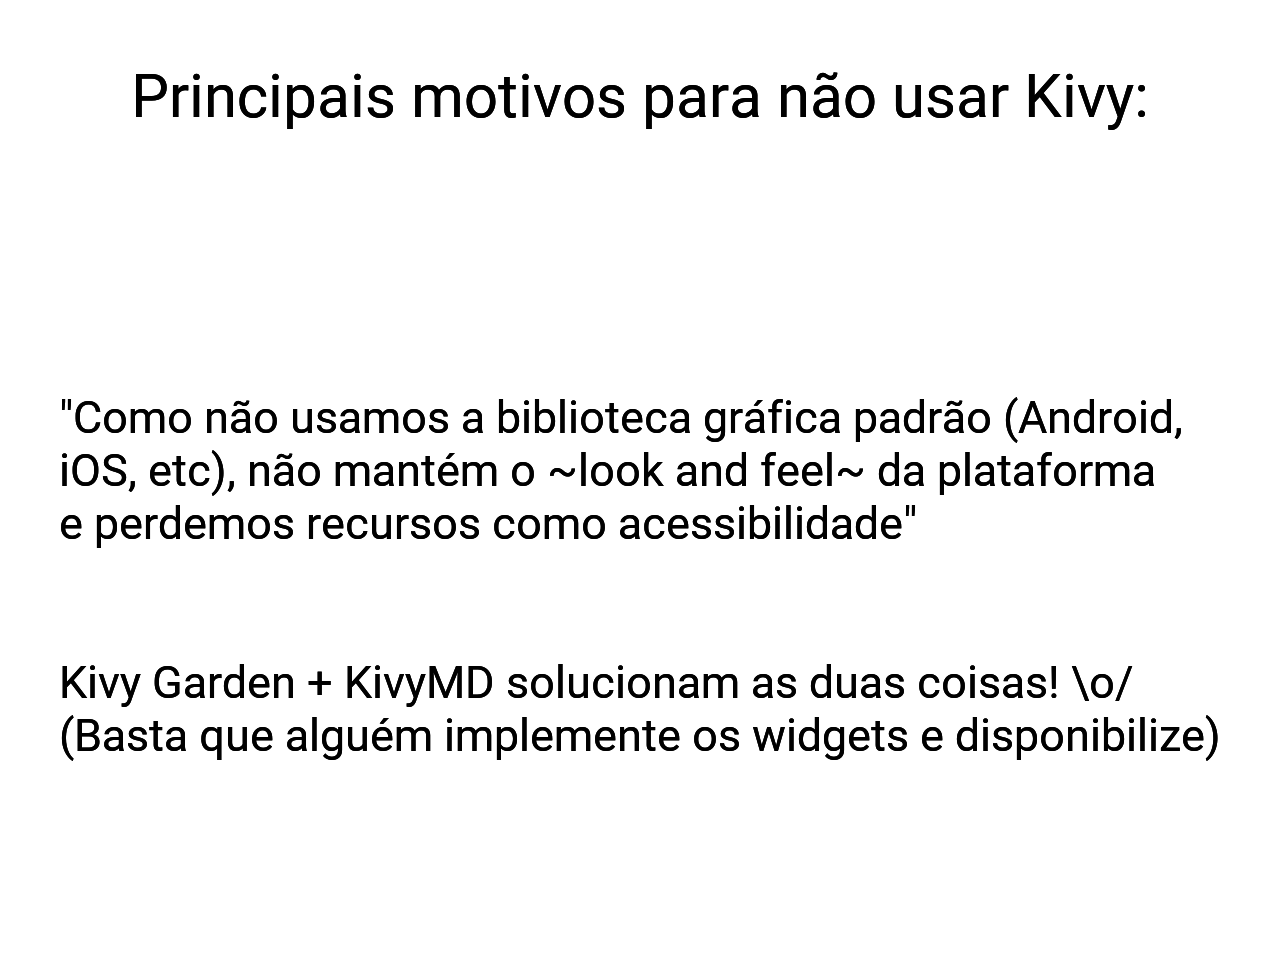 Principais motivos para não usar Kivy:
"Como não usamos a biblioteca gráfica padrão (Android,
iOS, etc), não mantém o ~look and feel~ da plataforma
e perdemos recursos como acessibilidade"
Kivy Garden + KivyMD solucionam as duas coisas! \o/
(Basta que alguém implemente os widgets e disponibilize)